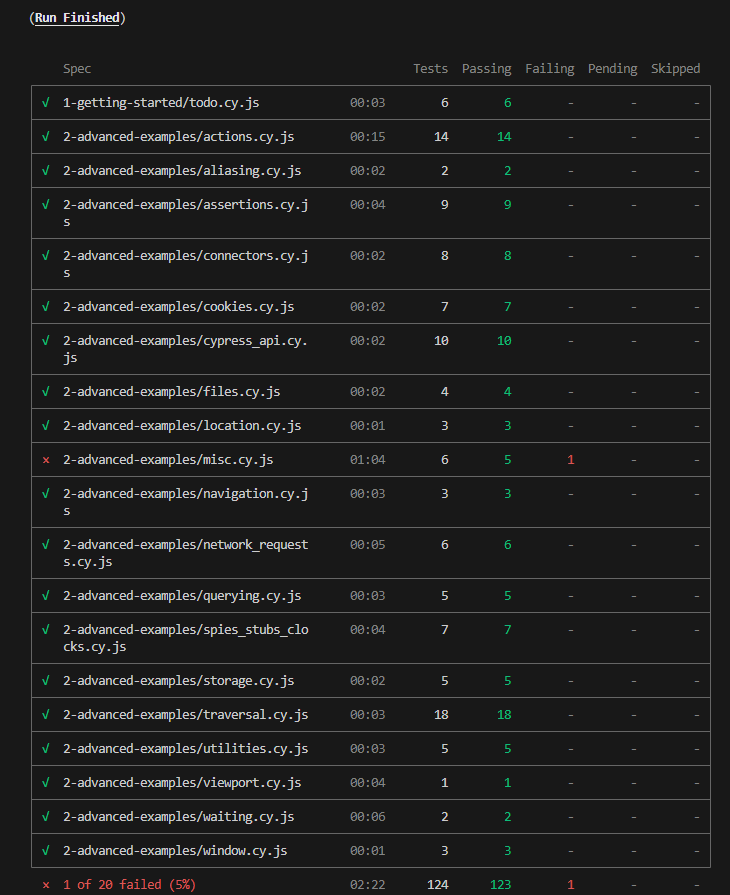 (Run Finished)
Spec Tests Passing Failing Pending Skipped
√ 1-getting-started/todo.cy.js 00:03 6 6 - - -
√ 2-advanced-examples/actions.cy.js 00:15 14 14 - - -
√ 2-advanced-examples/aliasing.cy.js 00:02 2 2 - - -
√ 2-advanced-examples/assertions.cy.j 00:04 9 9 - - -
s
√ 2-advanced-examples/connectors.cy.j 00:02 8 8 - - -
s
√ 2-advanced-examples/cookies.cy.js 00:02 7 7 - - -
√ 2-advanced-examples/cypress_api.cy. 00:02 10 10 - - -
js
√ 2-advanced-examples/files.cy.js 00:02 4 4 - - -
√ 2-advanced-examples/location.cy.js 00:01 3 3 - - -
× 2-advanced-examples/misc.cy.js 01:04 6 5 1 - -
√ 2-advanced-examples/navigation.cy.j 00:03 3 3 - - -
s
√ 2-advanced-examples/network_request 00:05 6 6 - - -
s.cy.js
√ 2-advanced-examples/querying.cy.js 00:03 5 5 - - -
√ 2-advanced-examples/spies_stubs_clo 00:04 7 7 - - -
cks.cy.js
√ 2-advanced-examples/storage.cy.js 00:02 5 5 - - -
√ 2-advanced-examples/traversal.cy.js 00:03 18 18 - - -
√ 2-advanced-examples/utilities.cy.js 00:03 5 5 - - -
√ 2-advanced-examples/viewport.cy.js 00:04 1 1 - - -
√ 2-advanced-examples/waiting.cy.js 00:06 2 2 - - -
√ 2-advanced-examples/window.cy.js 00:01 3 3 - - -
× 1 of 20 failed (5%) 02:22 124 123 1 - -